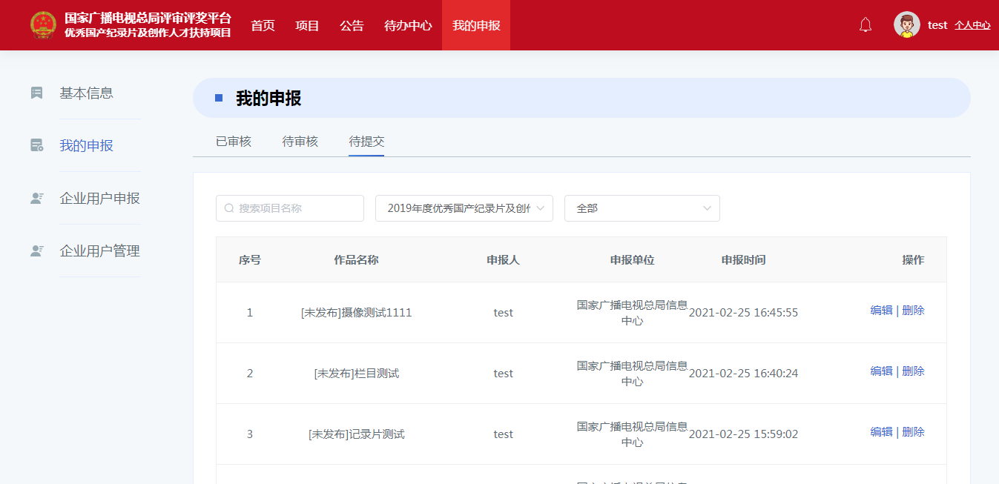 国家广播电视总局评审评奖平台
优秀国产纪录片及创作人才扶持项目
首页 项目 公告 待办中心 我的申报
test 个人中心
基本信息
我的申报
企业用户申报
企业用户管理
我的申报
已审核 待审核 待提交
搜索项目名称 2019年度优秀国产纪录片及创作 全部
序号 作品名称 申报人 申报单位 申报时间 操作
1 [未发布]摄像测试1111 test 国家广播电视总局信息中心 2021-02-25 16:45:55 编辑 | 删除
2 [未发布]栏目测试 test 国家广播电视总局信息中心 2021-02-25 16:40:24 编辑 | 删除
3 [未发布]记录片测试 test 国家广播电视总局信息中心 2021-02-25 15:59:02 编辑 | 删除